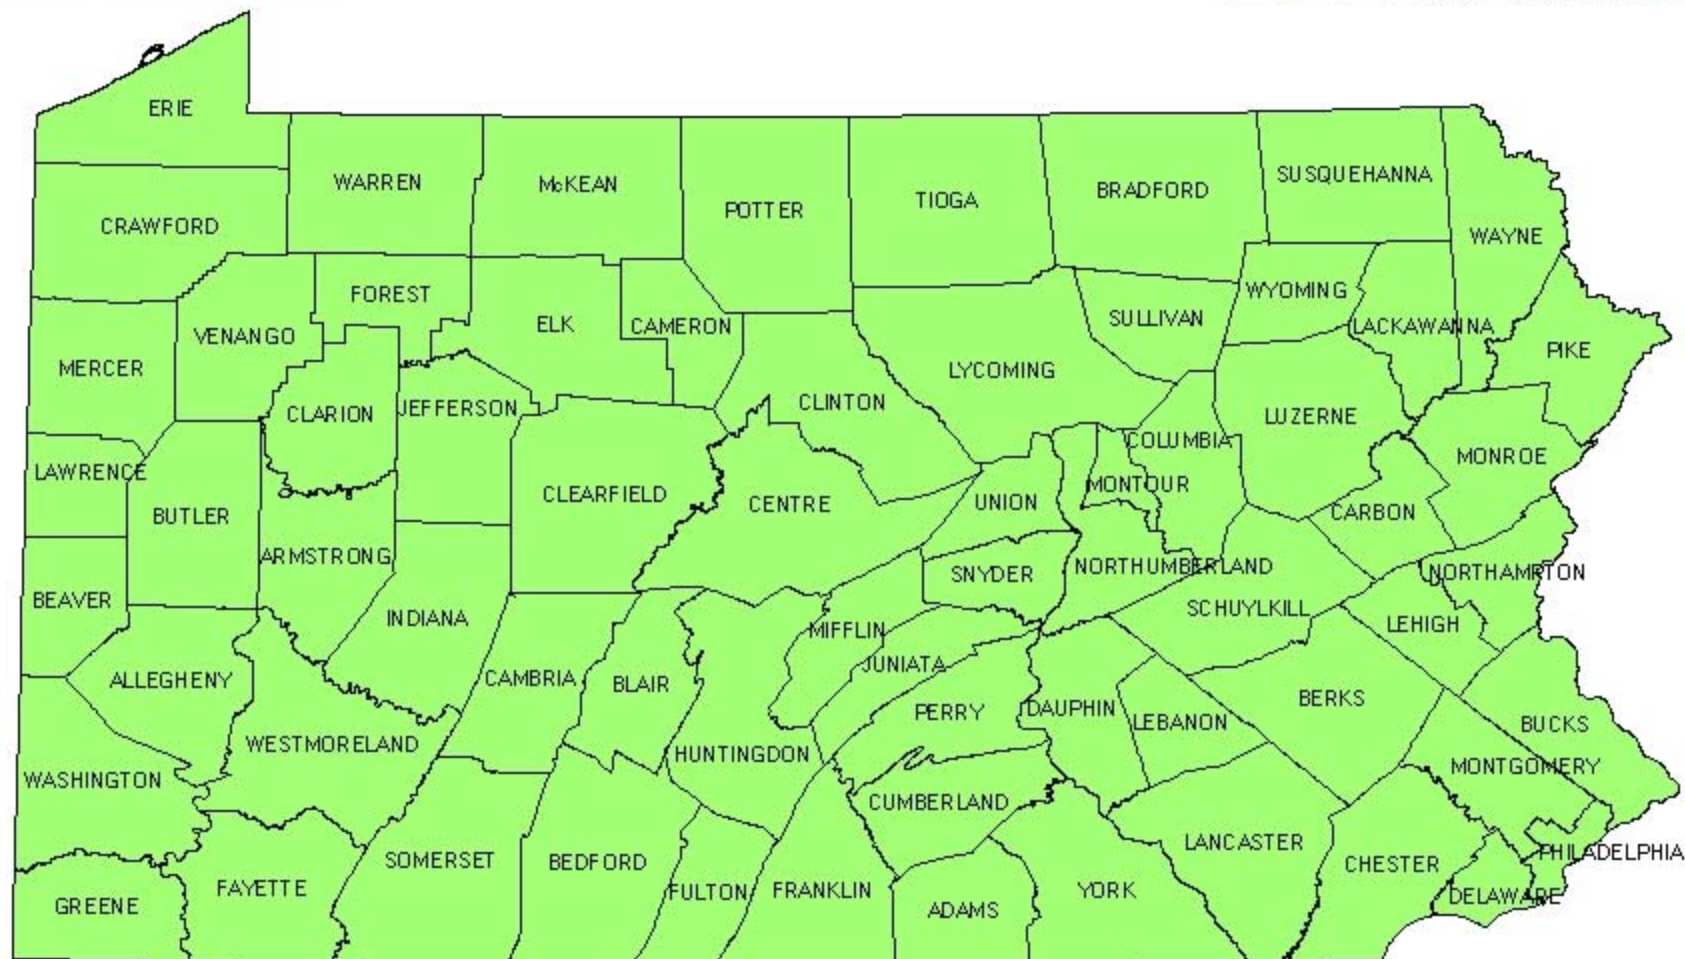 ERIE
WARREN
McKEAN
POTTER
TIOGA
BRADFORD
SUSQUEHANNA
WAYNE
CRAWFORD
FOREST
VENANGO
ELK
CAMERON
SULLIVAN
WYOMING
LACKAWANNA
PIKE
MERCER
LYCOMING
CLINTON
CLARION
JEFFERSON
LUZERNE
COLUMBIA
MONROE
LAWRENCE
BUTLER
CLEARFIELD
CENTRE
UNION
MONTOUR
CARBON
ARMSTRONG
SNYDER
NORTHUMBERLAND
NORTHAMPTON
BEAVER
INDIANA
MIFFLIN
SCHUYLKILL
LEHIGH
ALLEGHENY
CAMBRIA
BLAIR
JUNIATA
PERRY
DAUPHIN
LEBANON
BERKS
BUCKS
WESTMORELAND
HUNTINGDON
WASHINGTON
MONTGOMERY
CUMBERLAND
LANCASTER
PHILADELPHIA
SOMERSET
BEDFORD
CHESTER
GREENE
FAYETTE
FULTON
FRANKLIN
ADAMS
YORK
DELAWARE